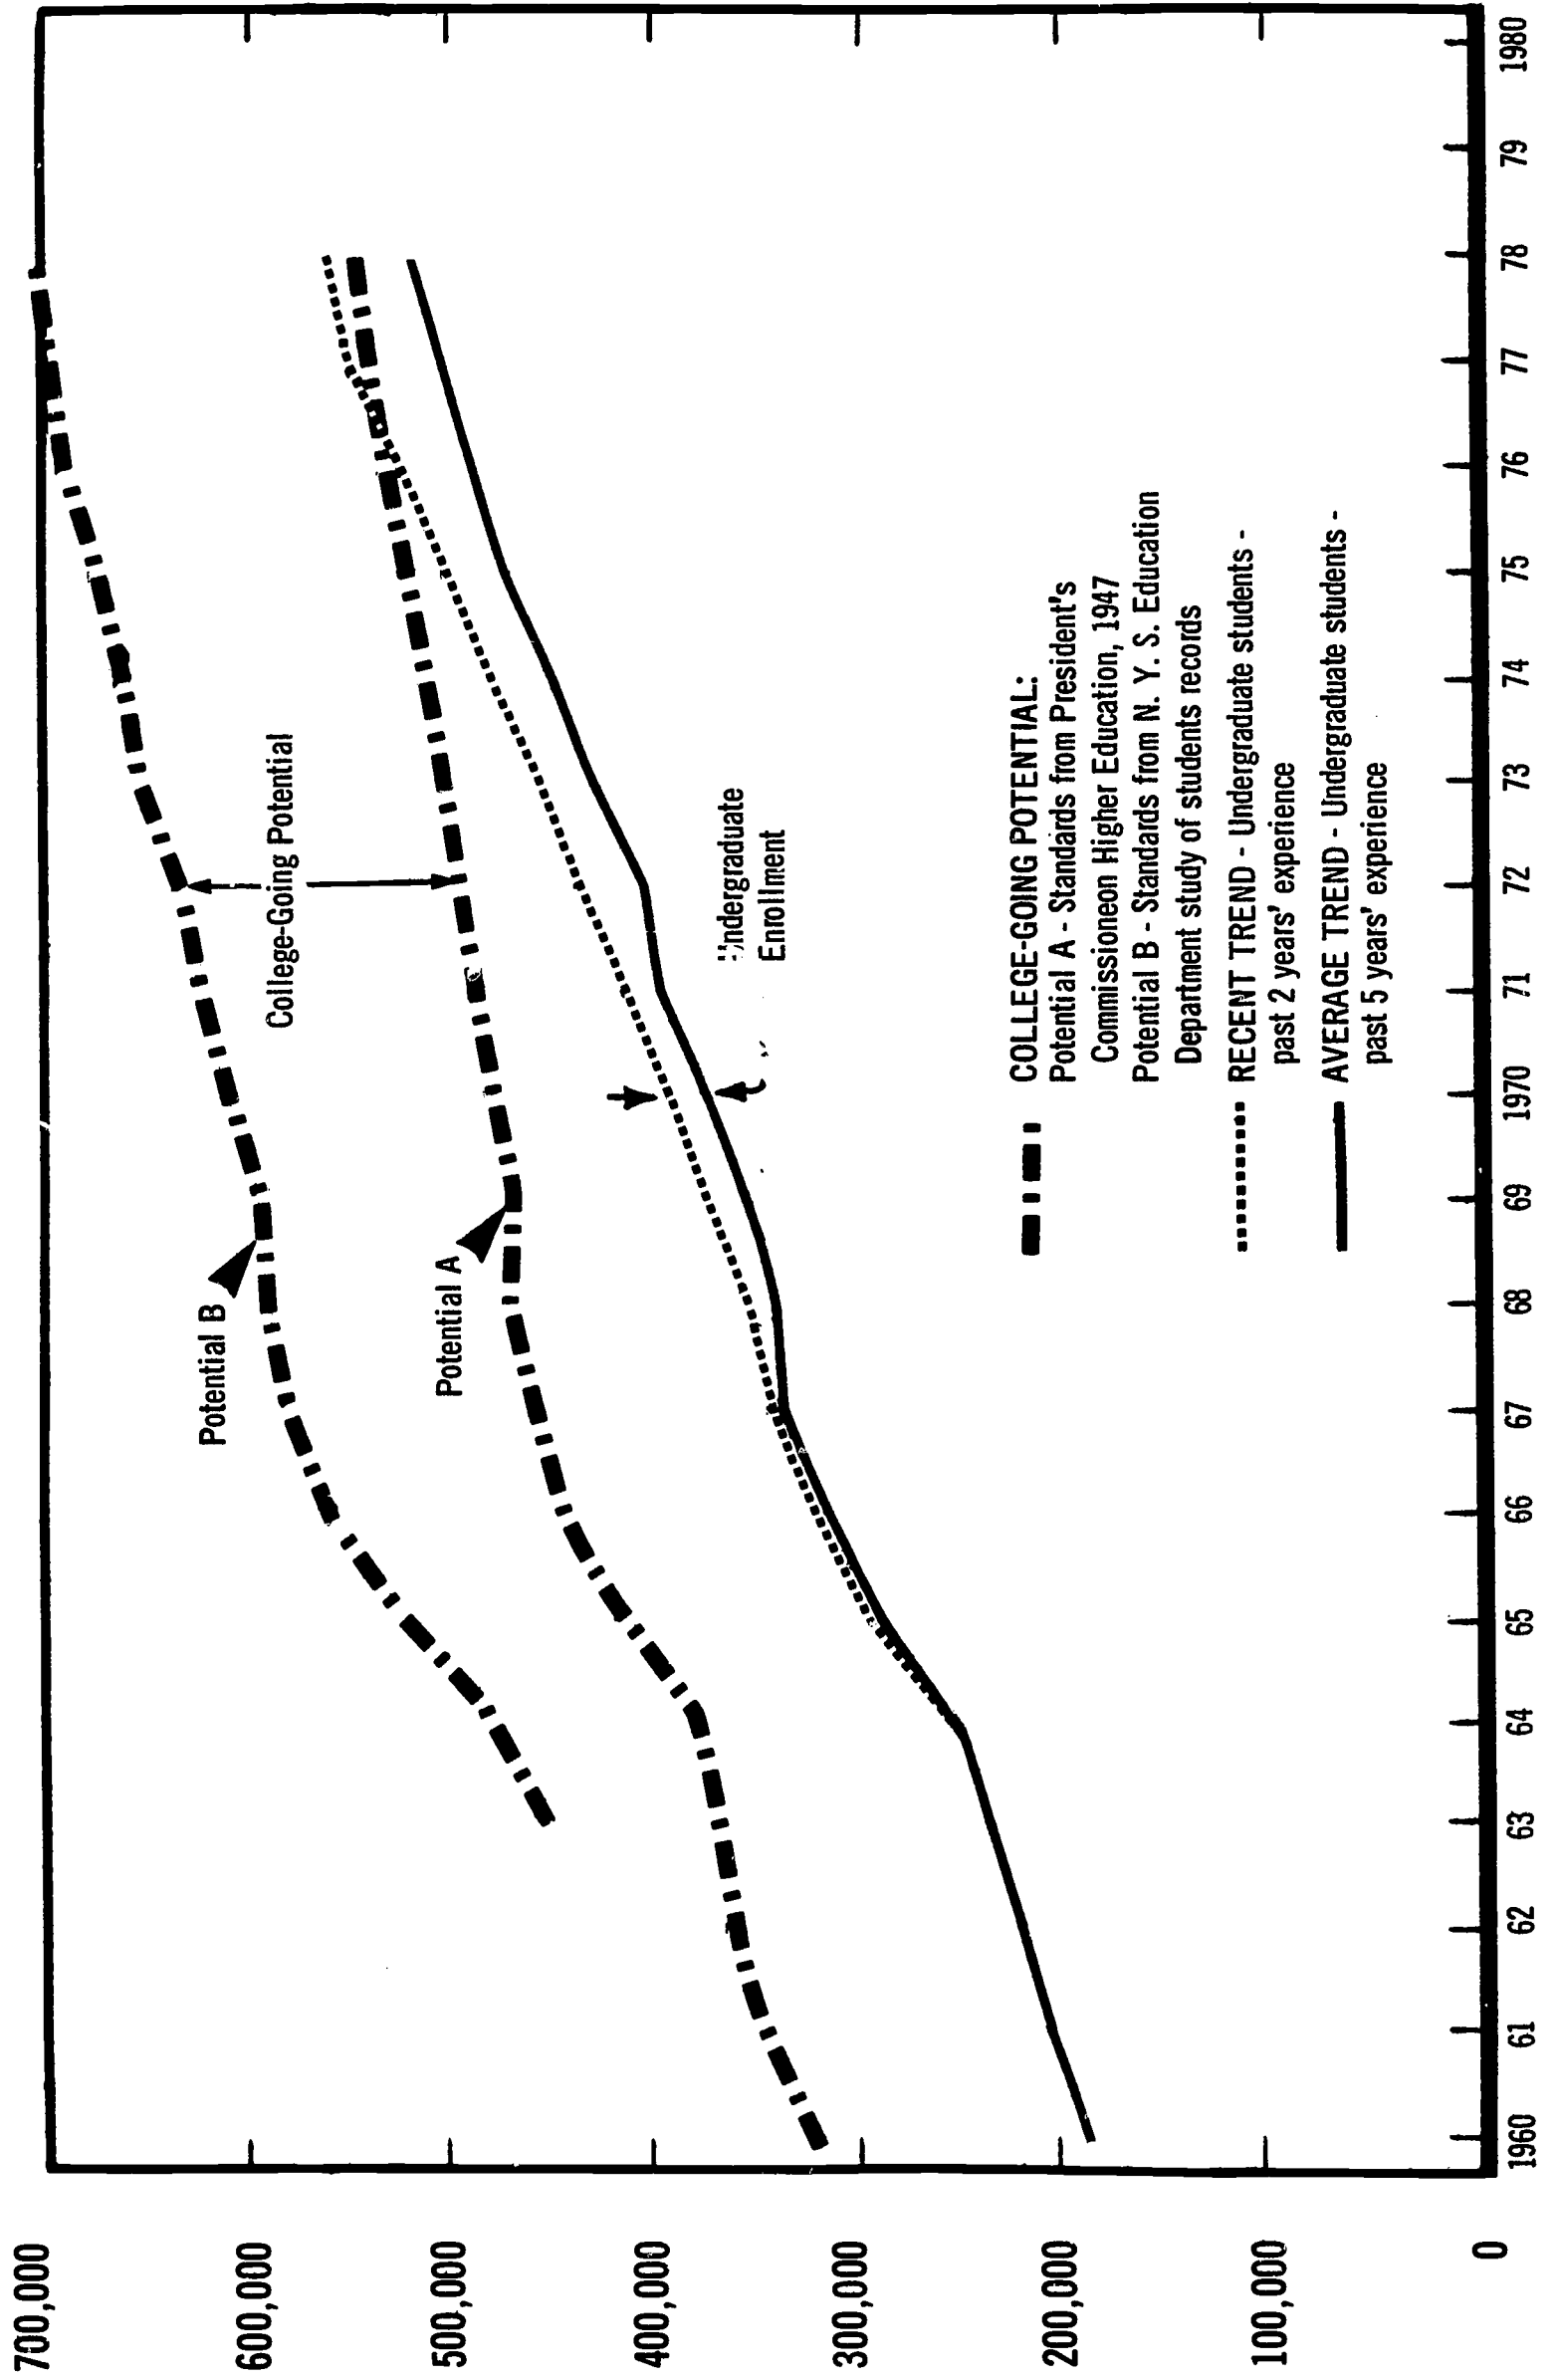 700,000
600,000
500,000
400,000
300,000
200,000
100,000
0
Potential B
College-Going Potential
Potential A
Undergraduate
Enrollment
COLLEGE-GOING POTENTIAL:
Potential A - Standards from President's
Commissioneon Higher Education, 1947
Potential B - Standards from N. Y. S. Education
Department study of students records
RECENT TREND - Undergraduate students -
past 2 years' experience
AVERAGE TREND - Undergraduate students -
past 5 years' experience
1960 61 62 63 64 65 66 67 68 69 1970 71 72 73 74 75 76 77 78 79 1980